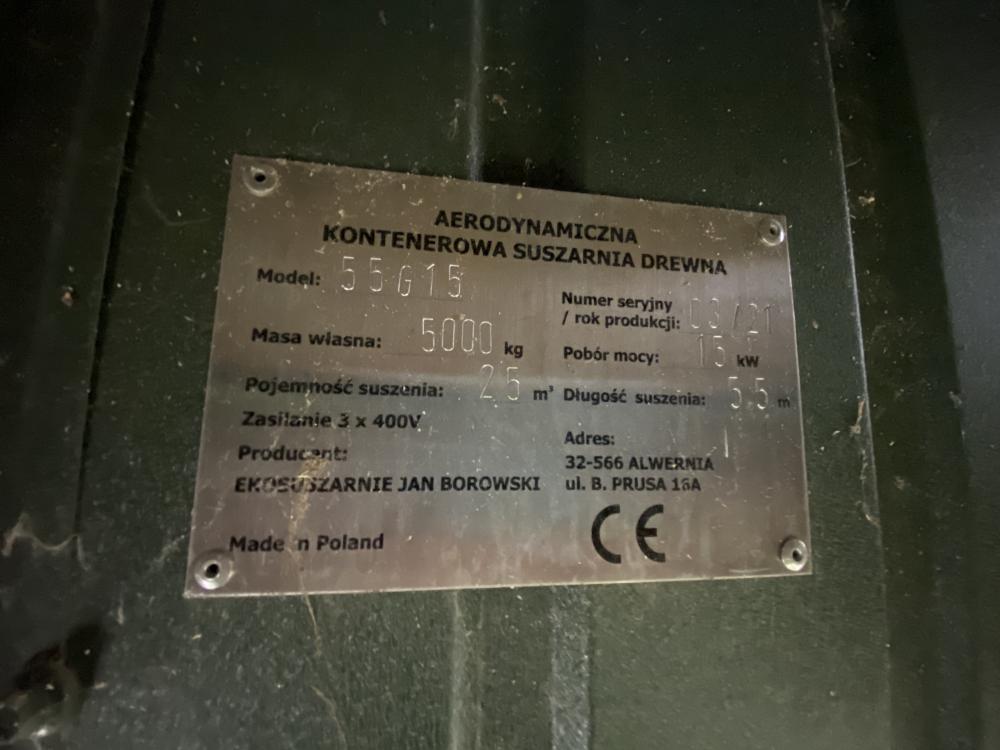 AERODYNAMICZNA
KONTENEROWA SUSZARNIA DREWNA
Model: 55G15
Numer seryjny
/ rok produkcji: 03/21
Masa własna: 5000 kg
Pobór mocy: 15 kW
Pojemność suszenia: 25 m³
Długość suszenia: 5.5 m
Zasilanie 3 x 400V
Producent:
EKOSUSZARNIE JAN BOROWSKI
Adres:
32-566 ALWERNIA
ul. B. PRUSA 16A
Made in Poland
CE